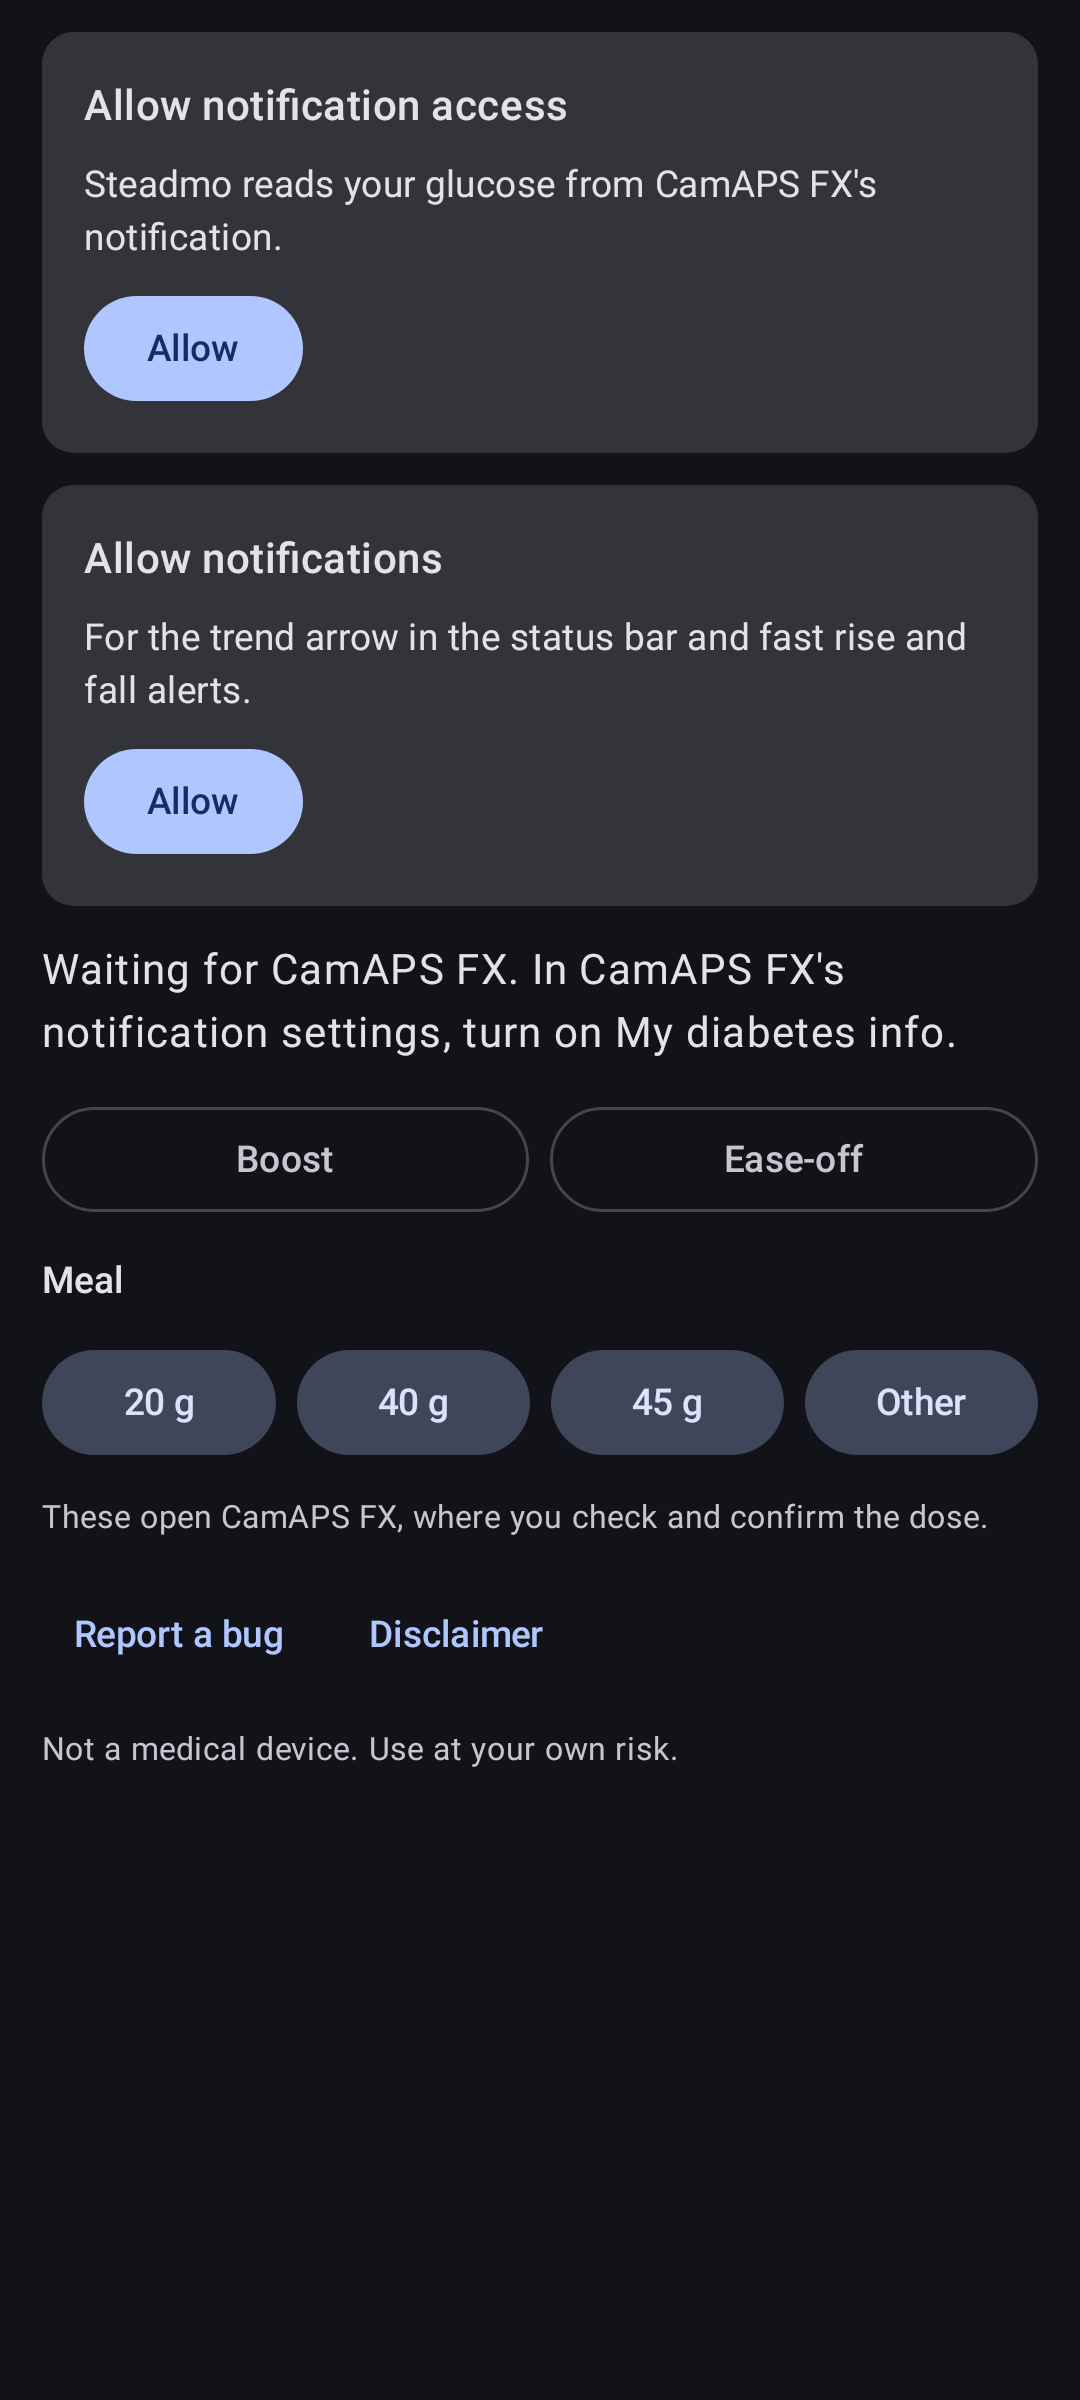 Allow notification access
Steadmo reads your glucose from CamAPS FX's
notification.
Allow
Allow notifications
For the trend arrow in the status bar and fast rise and
fall alerts.
Allow
Waiting for CamAPS FX. In CamAPS FX's
notification settings, turn on My diabetes info.
Boost
Ease-off
Meal
20 g
40 g
45 g
Other
These open CamAPS FX, where you check and confirm the dose.
Report a bug
Disclaimer
Not a medical device. Use at your own risk.